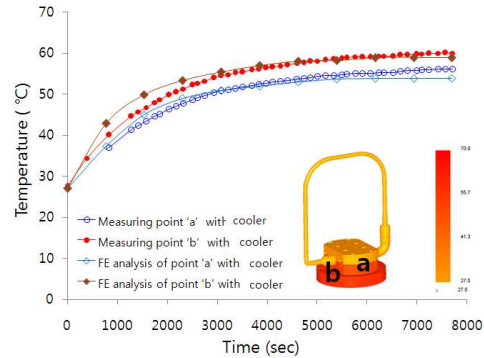 70
60
50
40
30
20
10
0
Temperature ( ℃)
Measuring point 'a' with cooler
Measuring point 'b' with cooler
FE analysis of point 'a' with cooler
FE analysis of point 'b' with cooler
b a
70.0
41.3
27.0
0 1000 2000 3000 4000 5000 6000 7000 8000
Time (sec)